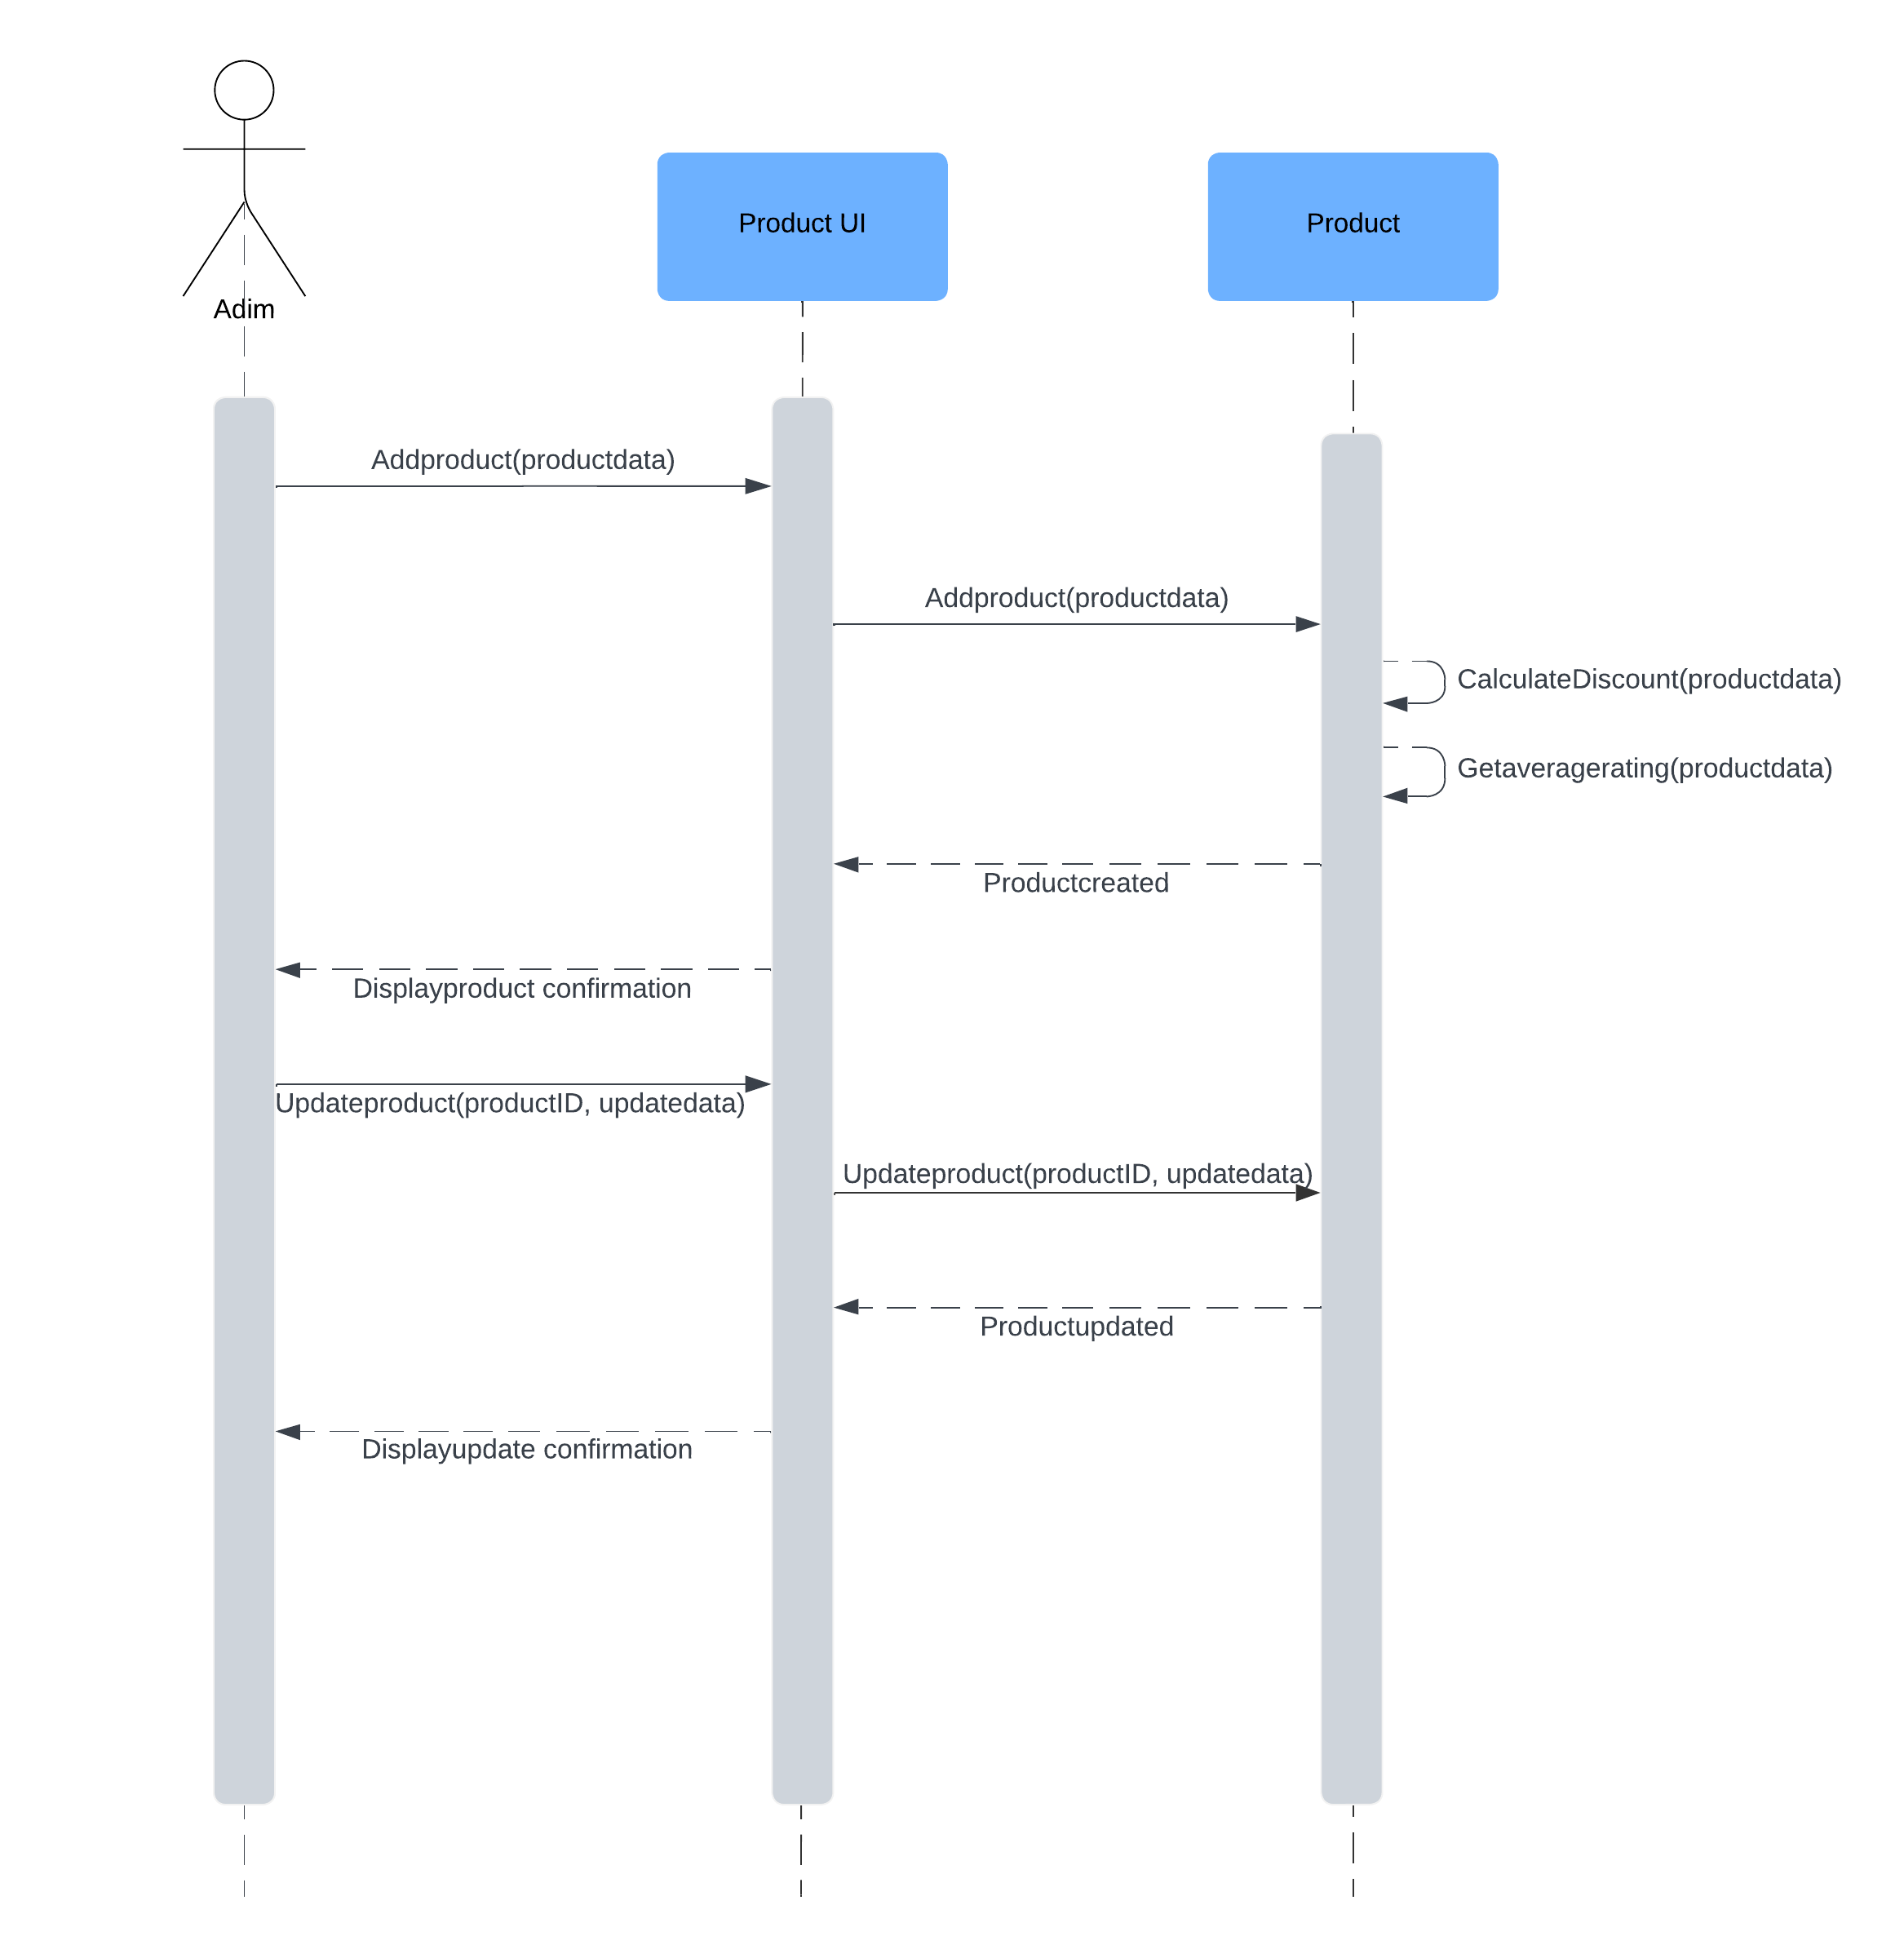 Product UI
Product
Adim
Addproduct(productdata)
Addproduct(productdata)
CalculateDiscount(productdata)
Getaveragerating(productdata)
Productcreated
Displayproduct confirmation
Updateproduct(productID, updatedata)
Updateproduct(productID, updatedata)
Productupdated
Displayupdate confirmation